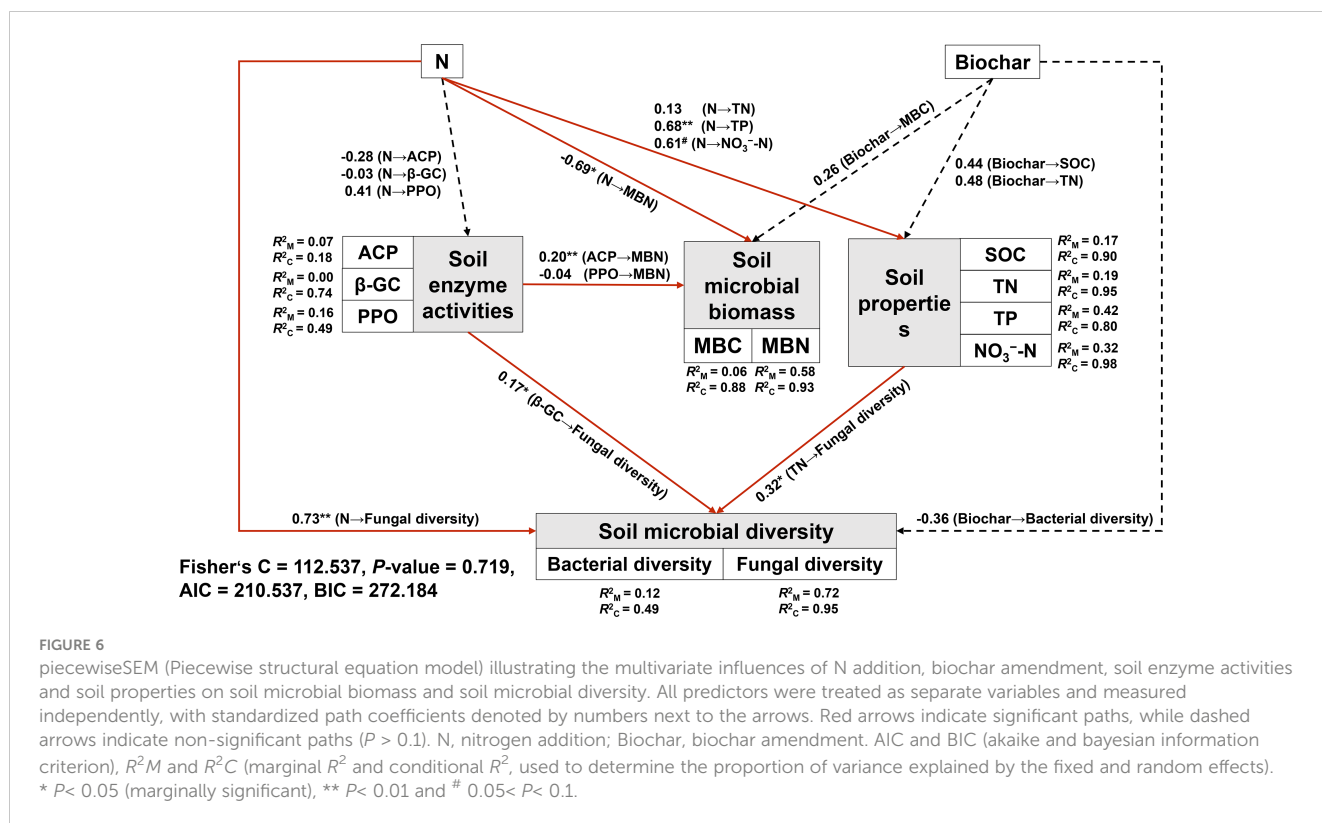 N
Biochar
0.13 (N→TN)
0.68** (N→TP)
0.61# (N→NO₃⁻-N)
-0.28 (N→ACP)
-0.03 (N→β-GC)
0.41 (N→PPO)
-0.69* (N→MBN)
0.26 (Biochar→MBC)
0.44 (Biochar→SOC)
0.48 (Biochar→TN)
R²M = 0.07
R²C = 0.18
R²M = 0.00
R²C = 0.74
R²M = 0.16
R²C = 0.49
ACP
β-GC
PPO
Soil
enzyme
activities
0.20** (ACP→MBN)
-0.04 (PPO→MBN)
Soil
microbial
biomass
MBC MBN
R²M = 0.06 R²M = 0.58
R²C = 0.88 R²C = 0.93
Soil
propertie
s
SOC
TN
TP
NO₃⁻-N
R²M = 0.17
R²C = 0.90
R²M = 0.19
R²C = 0.95
R²M = 0.42
R²C = 0.80
R²M = 0.32
R²C = 0.98
0.17* (β-GC→Fungal diversity)
0.32* (TN→Fungal diversity)
0.73** (N→Fungal diversity)
-0.36 (Biochar→Bacterial diversity)
Soil microbial diversity
Bacterial diversity Fungal diversity
R²M = 0.12 R²M = 0.72
R²C = 0.49 R²C = 0.95
Fisher‘s C = 112.537, P-value = 0.719,
AIC = 210.537, BIC = 272.184
FIGURE 6
piecewiseSEM (Piecewise structural equation model) illustrating the multivariate influences of N addition, biochar amendment, soil enzyme activities
and soil properties on soil microbial biomass and soil microbial diversity. All predictors were treated as separate variables and measured
independently, with standardized path coefficients denoted by numbers next to the arrows. Red arrows indicate significant paths, while dashed
arrows indicate non-significant paths (P > 0.1). N, nitrogen addition; Biochar, biochar amendment. AIC and BIC (akaike and bayesian information
criterion), R²M and R²C (marginal R² and conditional R², used to determine the proportion of variance explained by the fixed and random effects).
* P< 0.05 (marginally significant), ** P< 0.01 and # 0.05< P< 0.1.